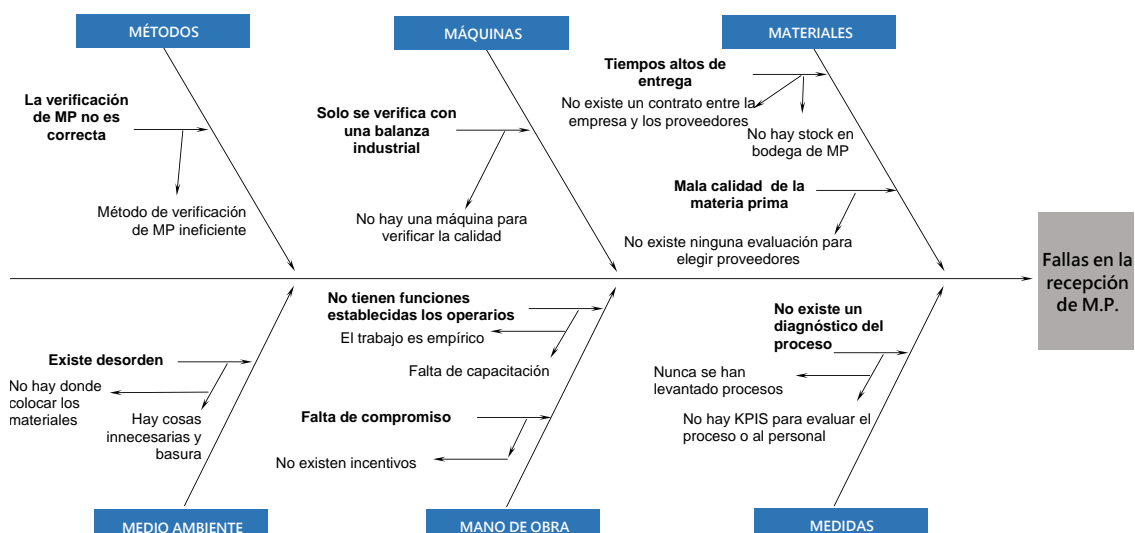 MÉTODOS
MÁQUINAS
MATERIALES
La verificación
de MP no es
correcta
Método de verificación
de MP ineficiente
Solo se verifica con
una balanza
industrial
No hay una máquina para
verificar la calidad
Tiempos altos de
entrega
No existe un contrato entre la
empresa y los proveedores
No hay stock en
bodega de MP
Mala calidad de la
materia prima
No existe ninguna evaluación para
elegir proveedores
Fallas en la
recepción
de M.P.
Existe desorden
No hay donde
colocar los
materiales
Hay cosas
innecesarias y
basura
No tienen funciones
establecidas los operarios
El trabajo es empírico
Falta de capacitación
Falta de compromiso
No existen incentivos
No existe un
diagnóstico del
proceso
Nunca se han
levantado procesos
No hay KPIS para evaluar el
proceso o al personal
MEDIO AMBIENTE
MANO DE OBRA
MEDIDAS